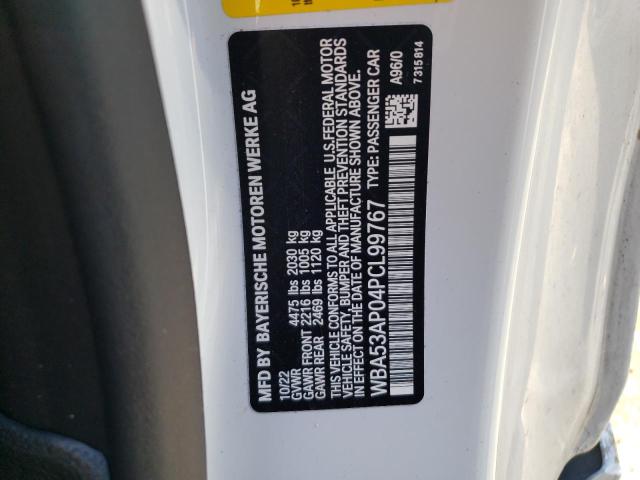 MFD BY BAYERISCHE MOTOREN WERKE AG
10/22
GVWR 4475 lbs 2030 kg
GAWR FRONT 2216 lbs 1005 kg
GAWR REAR 2469 lbs 1120 kg
THIS VEHICLE CONFORMS TO ALL APPLICABLE U.S.FEDERAL MOTOR
VEHICLE SAFETY, BUMPER AND THEFT PREVENTION STANDARDS
IN EFFECT ON THE DATE OF MANUFACTURE SHOWN ABOVE.
WBA53AP04PCL99767 TYPE: PASSENGER CAR
A96/0
7315814